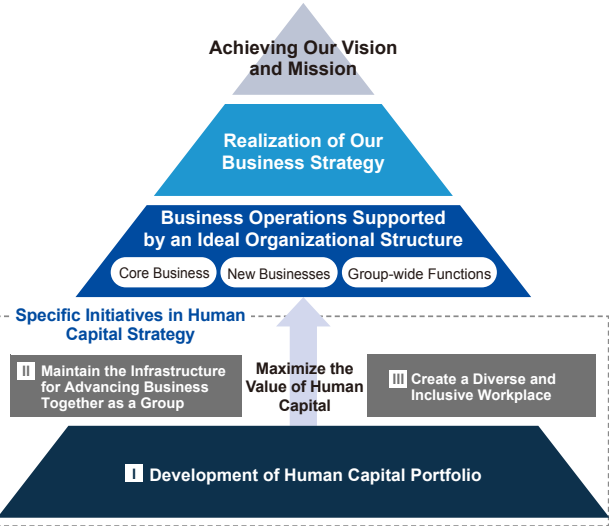 Achieving Our Vision
and Mission
Realization of Our
Business Strategy
Business Operations Supported
by an Ideal Organizational Structure
Core Business
New Businesses
Group-wide Functions
Specific Initiatives in Human
Capital Strategy
II Maintain the Infrastructure
for Advancing Business
Together as a Group
Maximize the
Value of Human
Capital
III Create a Diverse and
Inclusive Workplace
I Development of Human Capital Portfolio